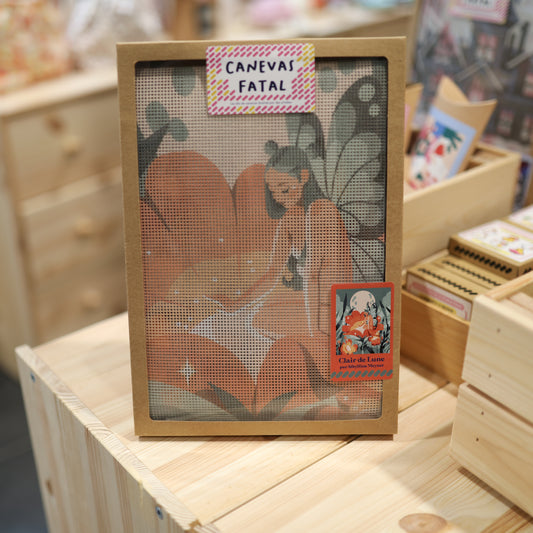 CANEVAS
FATAL
Clair de Lune